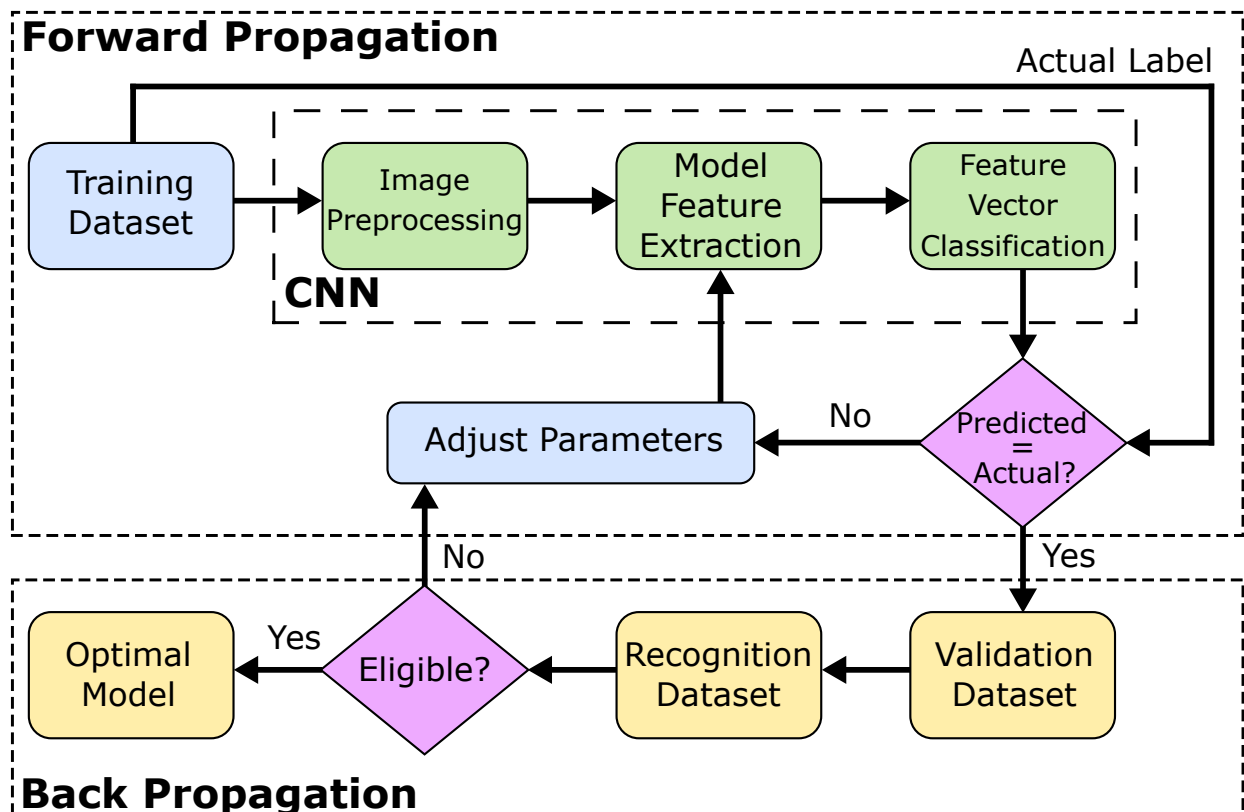 Forward Propagation
Actual Label
Training
Dataset
Image
Preprocessing
Model
Feature
Extraction
Feature
Vector
Classification
CNN
Adjust Parameters
No
Predicted
=
Actual?
No
Yes
Optimal
Model
Yes
Eligible?
Recognition
Dataset
Validation
Dataset
Back Propagation